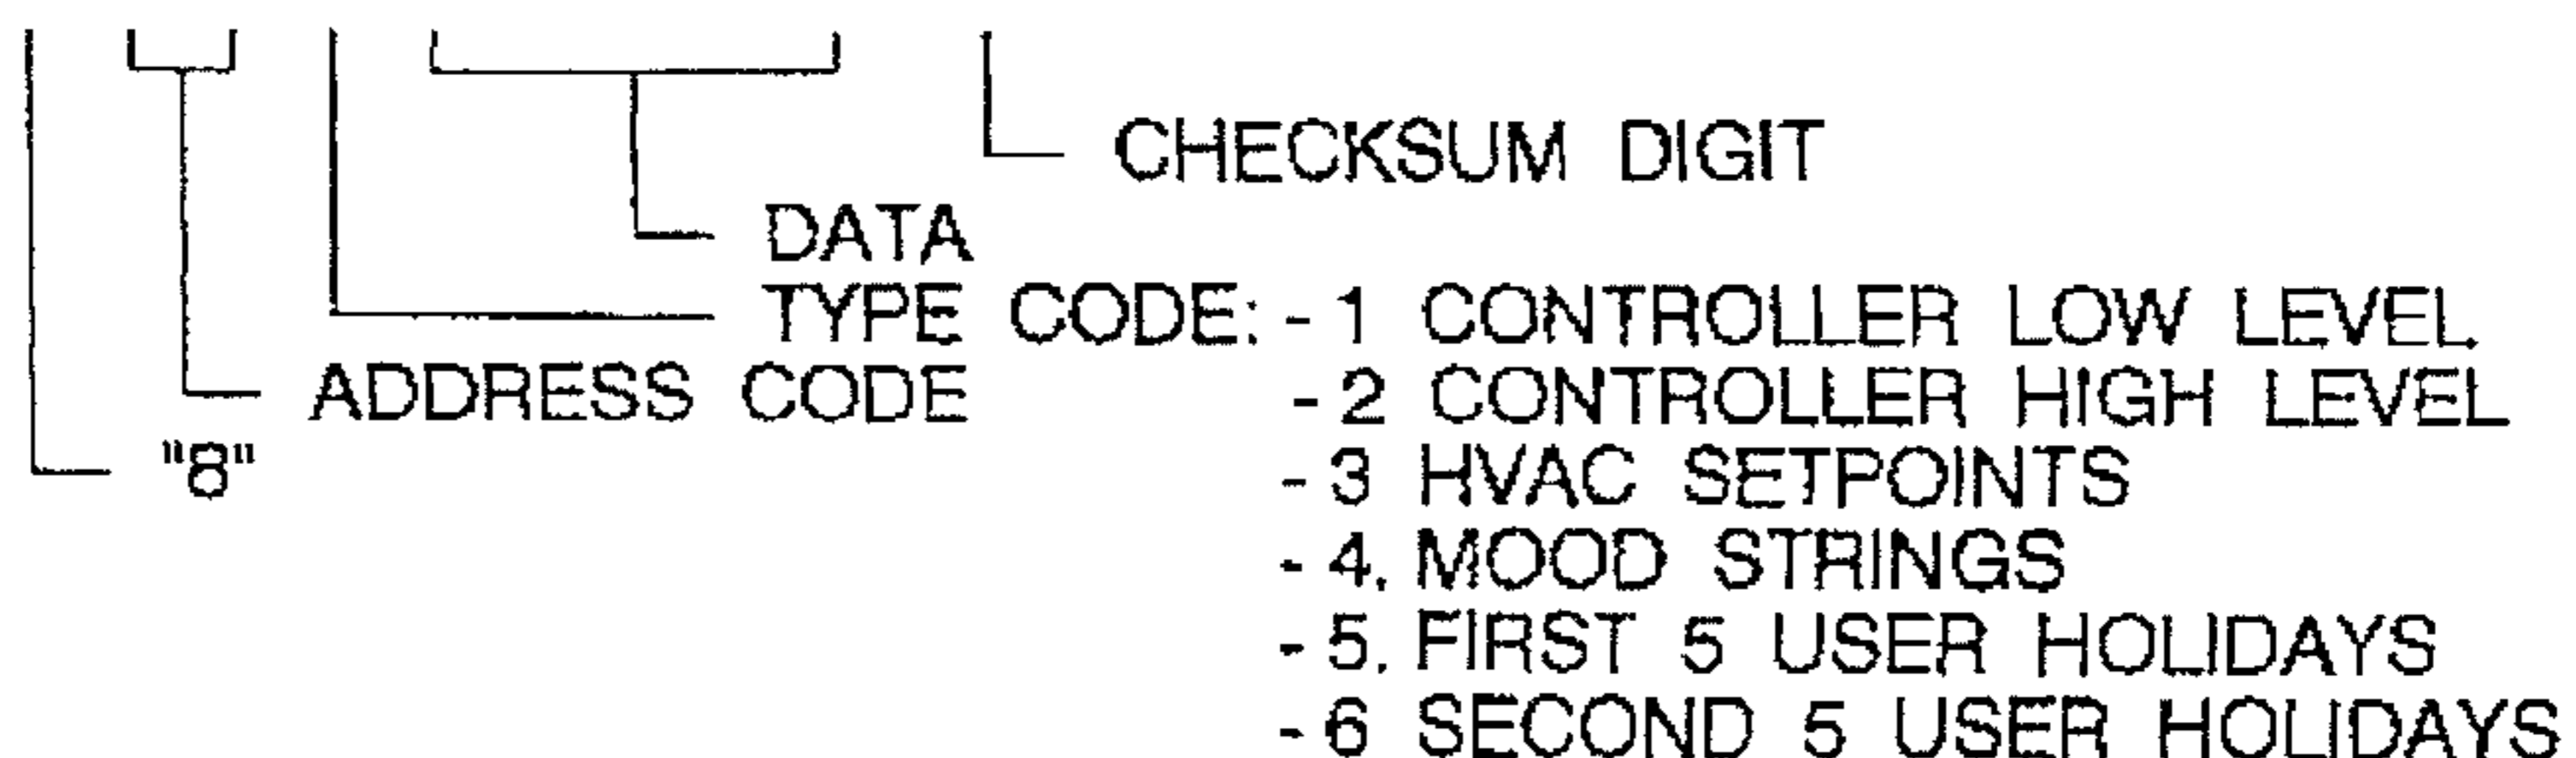 CHECKSUM DIGIT
DATA
TYPE CODE: - 1 CONTROLLER LOW LEVEL
ADDRESS CODE - 2 CONTROLLER HIGH LEVEL
"8" - 3 HVAC SETPOINTS
- 4. MOOD STRINGS
- 5. FIRST 5 USER HOLIDAYS
- 6 SECOND 5 USER HOLIDAYS